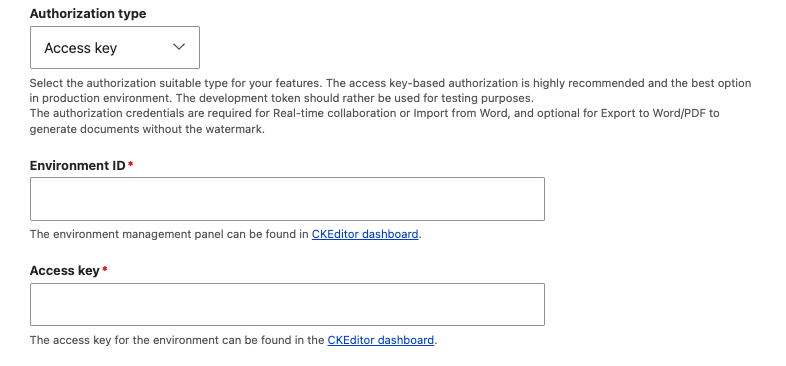 Authorization type
Access key
Select the authorization suitable type for your features. The access key-based authorization is highly recommended and the best option
in production environment. The development token should rather be used for testing purposes.
The authorization credentials are required for Real-time collaboration or Import from Word, and optional for Export to Word/PDF to
generate documents without the watermark.
Environment ID*
The environment management panel can be found in CKEditor dashboard.
Access key*
The access key for the environment can be found in the CKEditor dashboard.